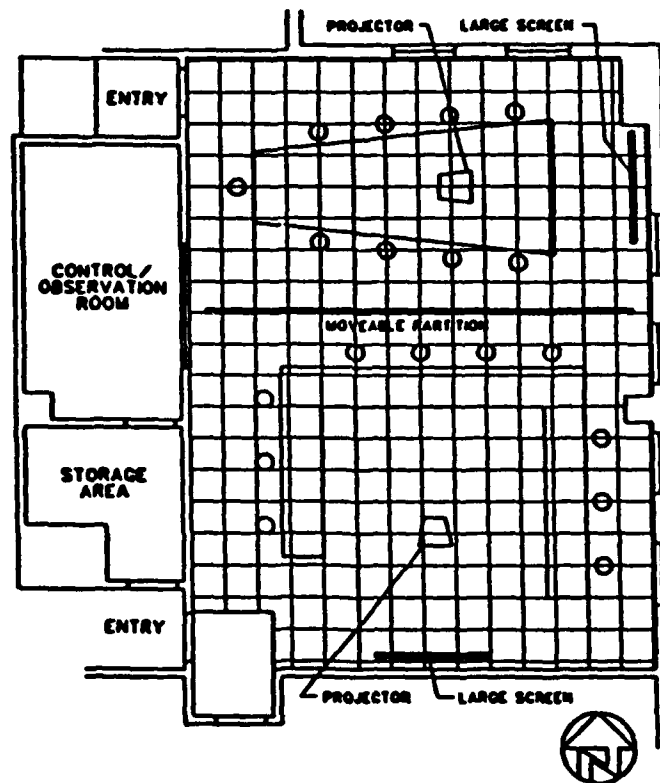 PROJECTOR
LARGE SCREEN
ENTRY
CONTROL/
OBSERVATION
ROOM
MOVEABLE PARTITION
STORAGE
AREA
ENTRY
PROJECTOR
LARGE SCREEN
N